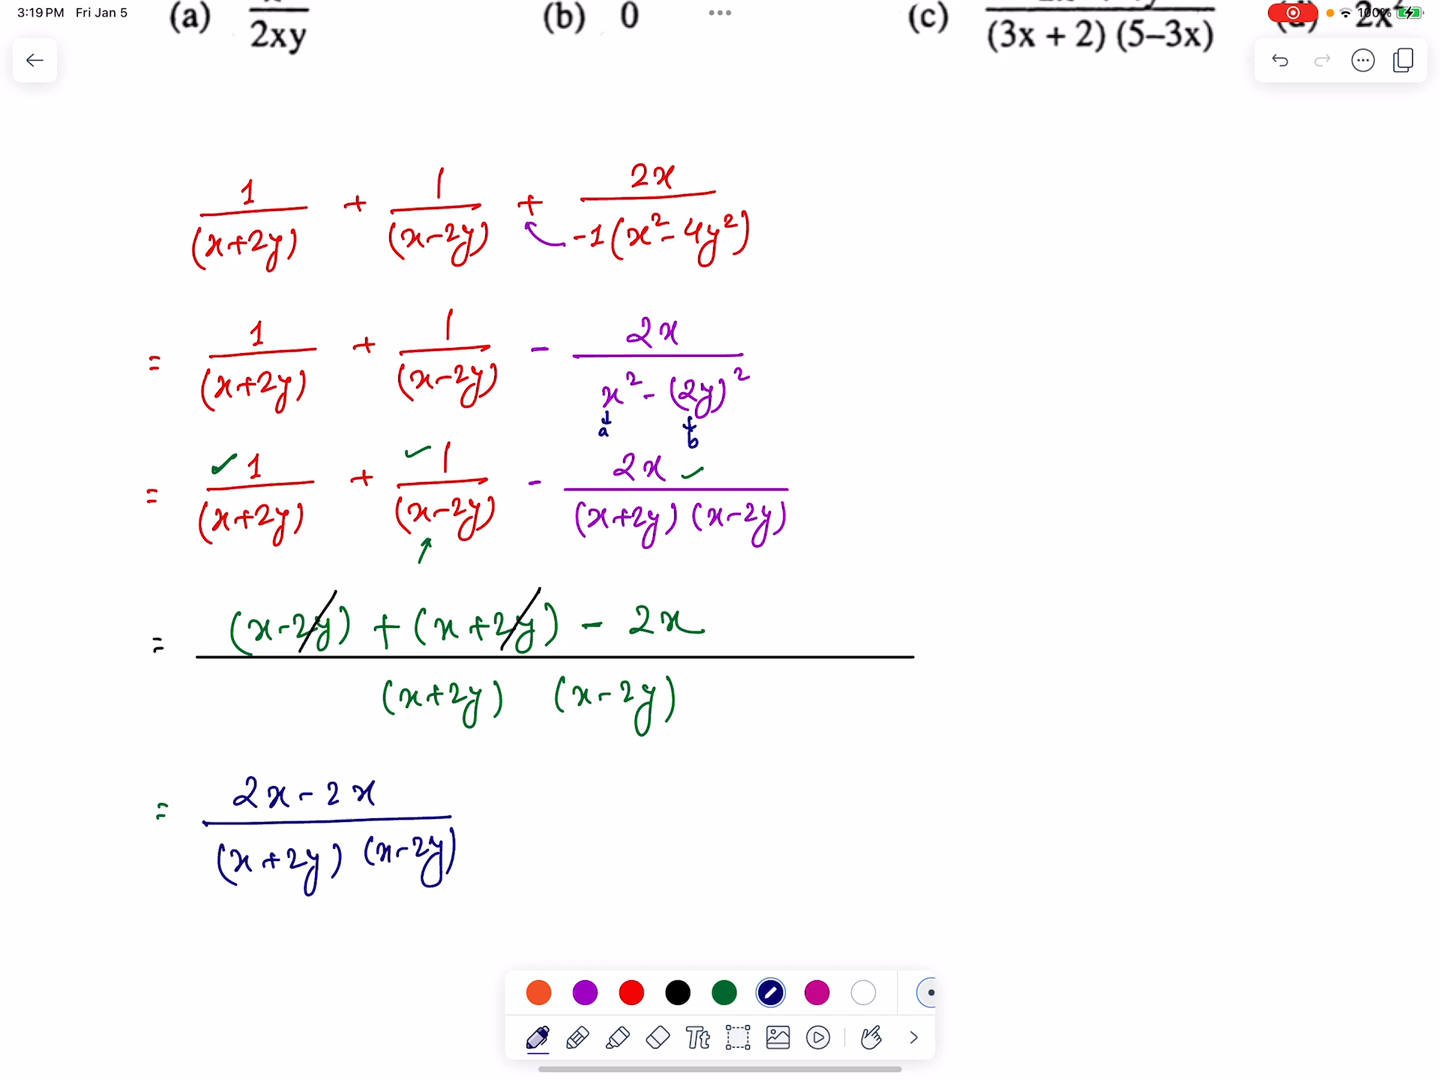 3:19 PM Fri Jan 5
100%
(a) /2xy (b) 0 (c) /(3x + 2) (5–3x)
1/(x+2y) + 1/(x-2y) + 2x/-1(x²-4y²)
= 1/(x+2y) + 1/(x-2y) - 2x/x²-(2y)²
a b
= 1/(x+2y) + 1/(x-2y) - 2x/(x+2y)(x-2y)
= (x-2y)+(x+2y)-2x/(x+2y) (x-2y)
= 2x-2x/(x+2y)(x-2y)
Tt